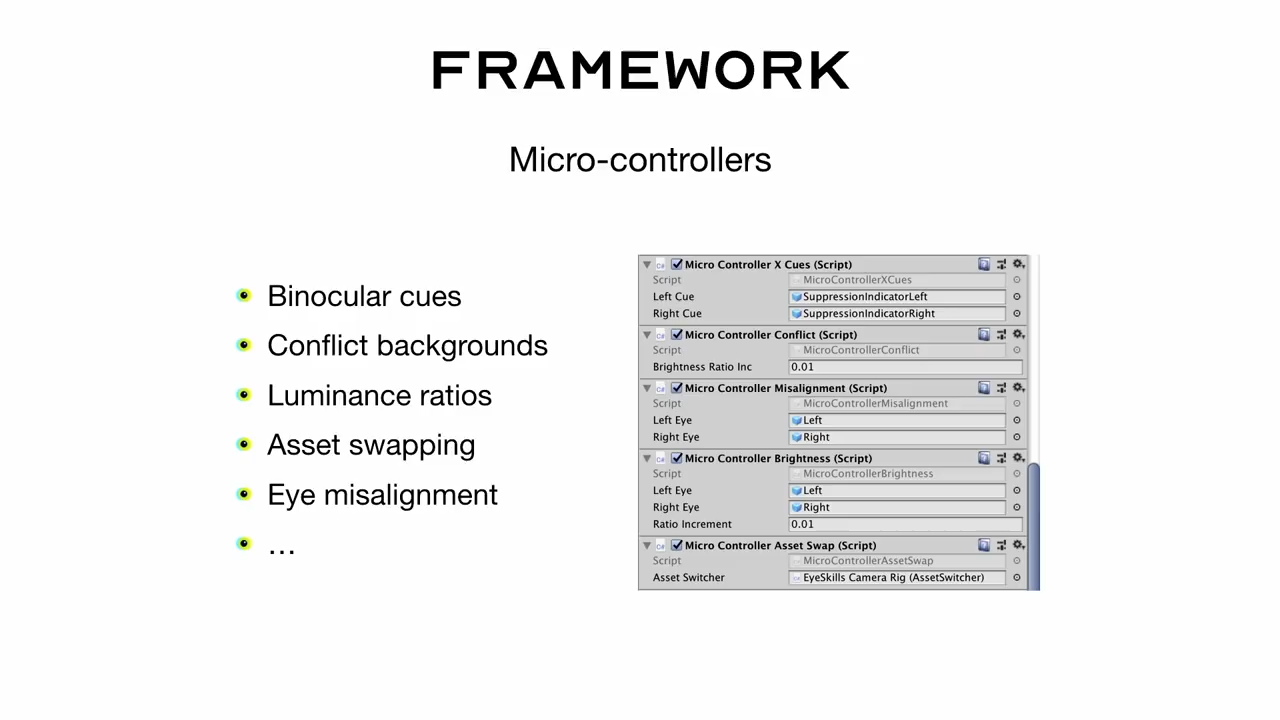 FRAMEWORK
Micro-controllers
Binocular cues
Conflict backgrounds
Luminance ratios
Asset swapping
Eye misalignment
...
Micro Controller X Cues (Script)
Script MicroControllerXCues
Left Cue SuppressionIndicatorLeft
Right Cue SuppressionIndicatorRight
Micro Controller Conflict (Script)
Script MicroControllerConflict
Brightness Ratio Inc 0.01
Micro Controller Misalignment (Script)
Script MicroControllerMisalignment
Left Eye Left
Right Eye Right
Micro Controller Brightness (Script)
Script MicroControllerBrightness
Left Eye Left
Right Eye Right
Ratio Increment 0.01
Micro Controller Asset Swap (Script)
Script MicroControllerAssetSwap
Asset Switcher EyeSkills Camera Rig (AssetSwitcher)